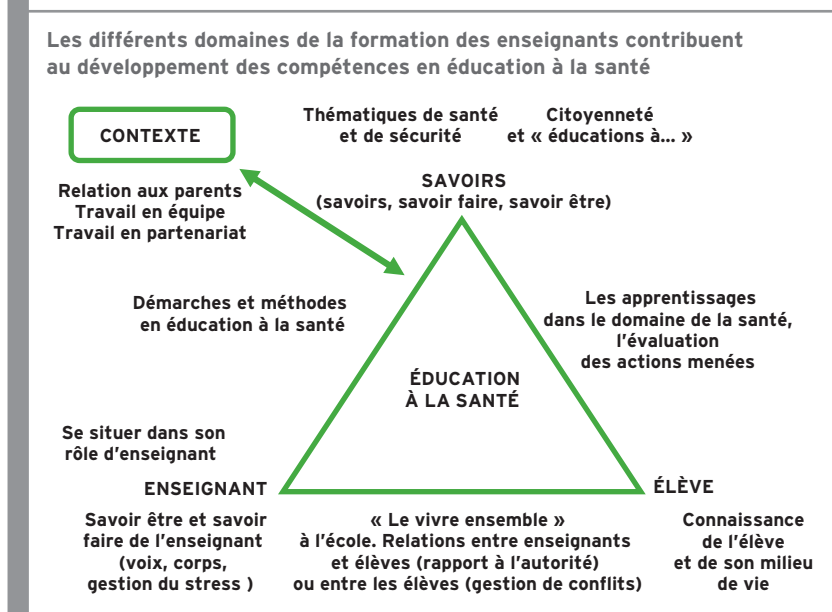 Les différents domaines de la formation des enseignants contribuent
au développement des compétences en éducation à la santé
CONTEXTE
Thématiques de santé
et de sécurité
Citoyenneté
et « éducations à... »
Relation aux parents
Travail en équipe
Travail en partenariat
SAVOIRS
(savoirs, savoir faire, savoir être)
Démarches et méthodes
en éducation à la santé
Les apprentissages
dans le domaine de la santé,
l'évaluation
des actions menées
ÉDUCATION
À LA SANTÉ
Se situer dans son
rôle d'enseignant
ENSEIGNANT
ÉLÈVE
Savoir être et savoir
faire de l'enseignant
(voix, corps,
gestion du stress )
« Le vivre ensemble »
à l'école. Relations entre enseignants
et élèves (rapport à l'autorité)
ou entre les élèves (gestion de conflits)
Connaissance
de l'élève
et de son milieu
de vie